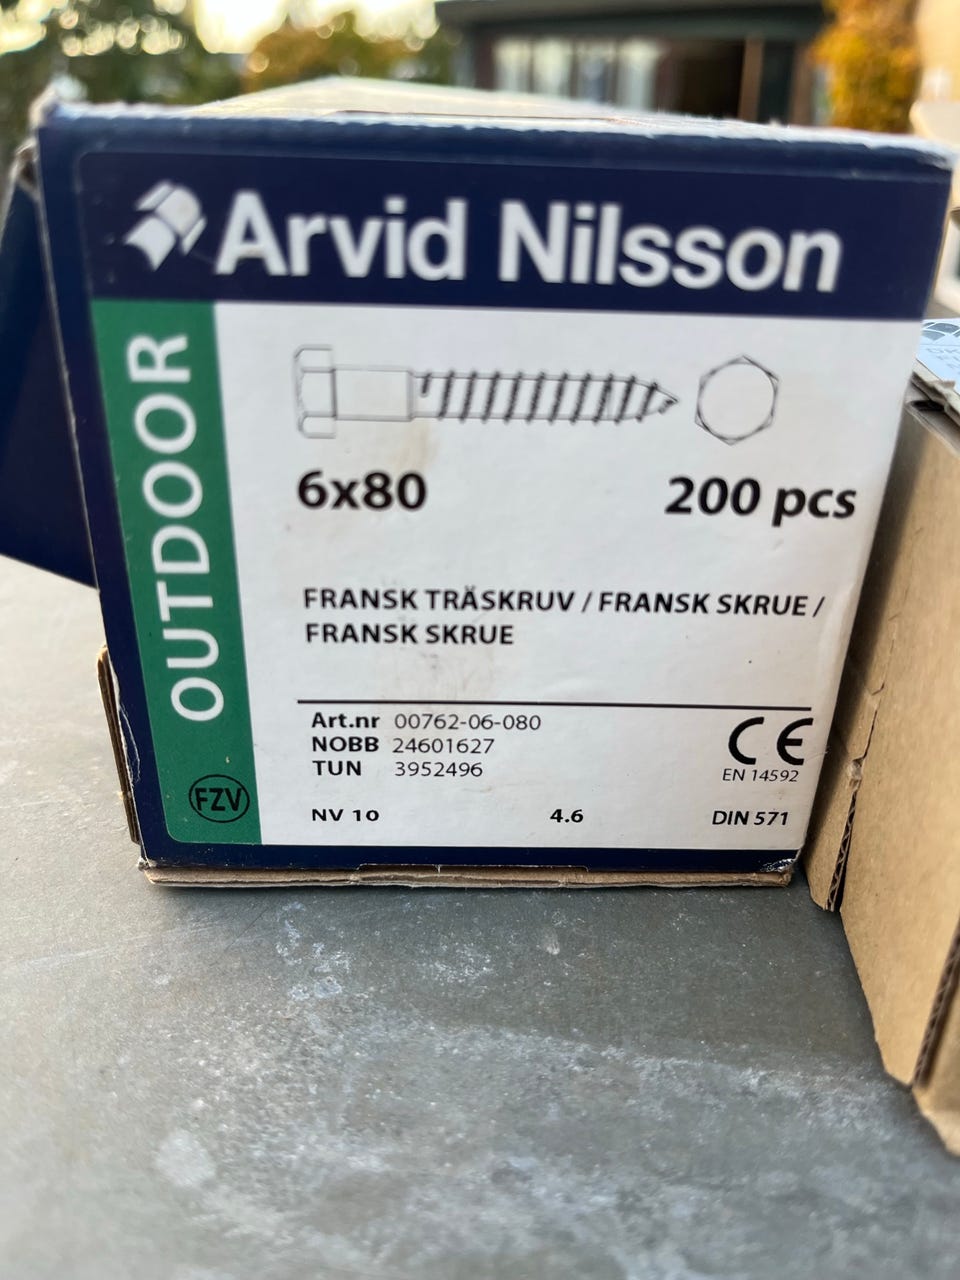 Arvid Nilsson
OUTDOOR
6x80
200 pcs
FRANSK TRÄSKRUV / FRANSK SKRUE /
FRANSK SKRUE
Art.nr 00762-06-080
NOBB 24601627
TUN 3952496
CE
EN 14592
FZV
NV 10
4.6
DIN 571